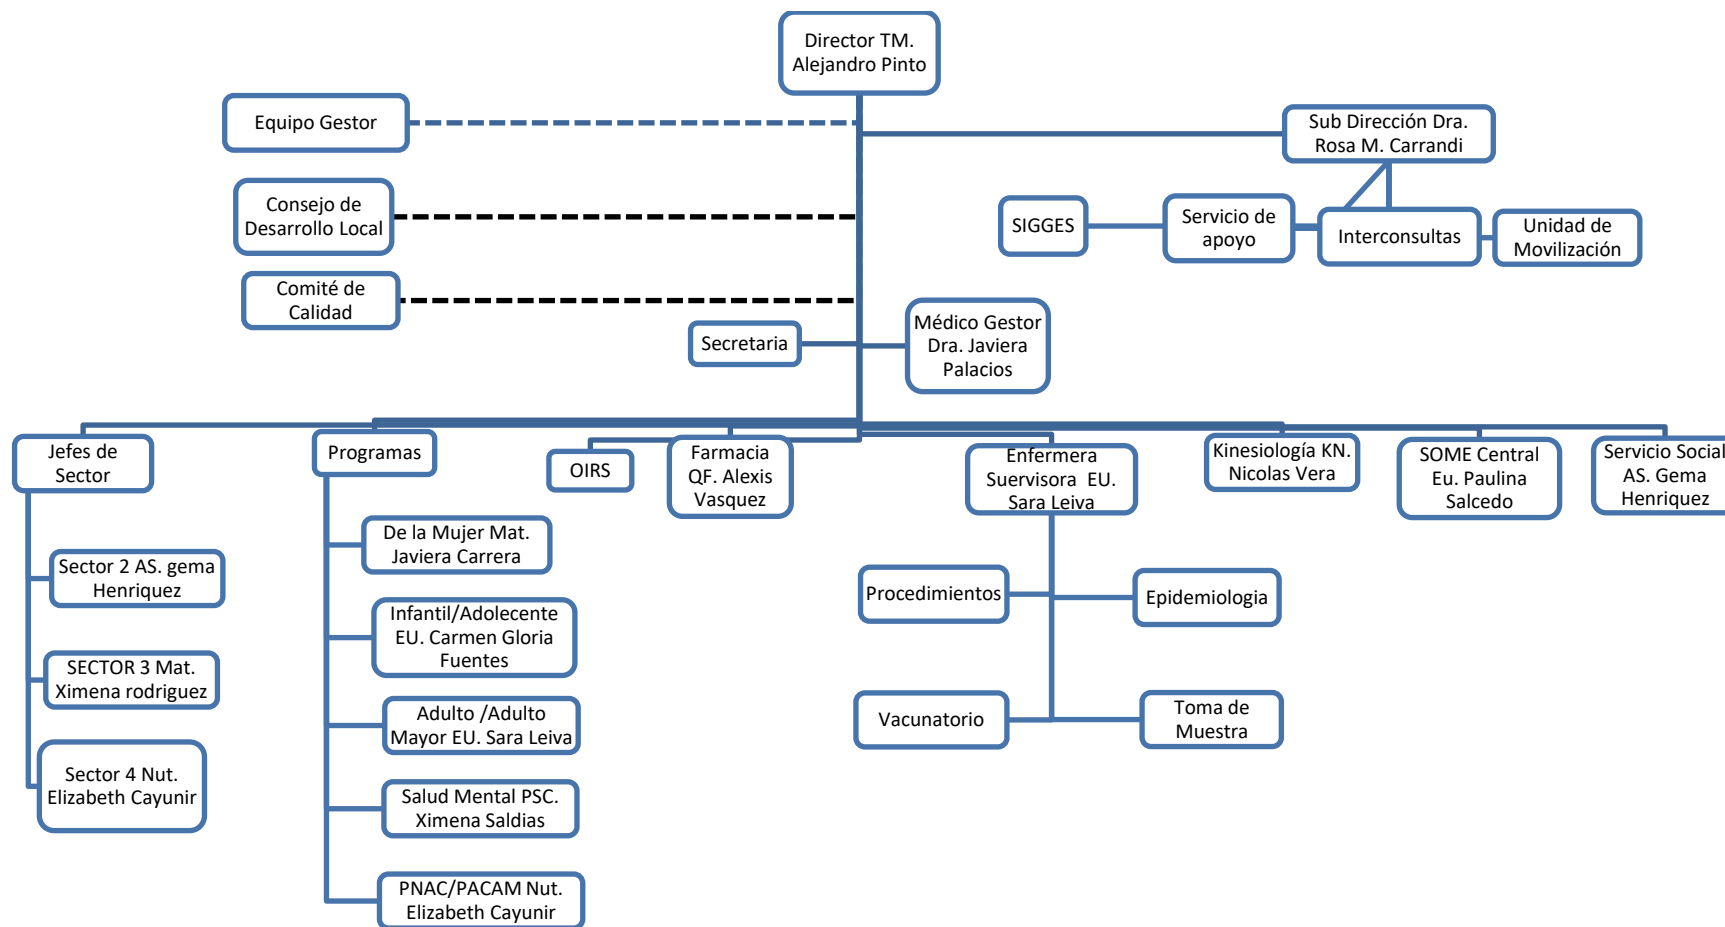 Director TM.
Alejandro Pinto
Equipo Gestor
Sub Dirección Dra.
Rosa M. Carrandi
Consejo de
Desarrollo Local
SIGGES
Servicio de
apoyo
Interconsultas
Unidad de
Movilización
Comité de
Calidad
Secretaria
Médico Gestor
Dra. Javiera
Palacios
Jefes de
Sector
Programas
OIRS
Farmacia
QF. Alexis
Vasquez
Enfermera
Suervisora EU.
Sara Leiva
Kinesiología KN.
Nicolas Vera
SOME Central
Eu. Paulina
Salcedo
Servicio Social
AS. Gema
Henriquez
Sector 2 AS. gema
Henriquez
SECTOR 3 Mat.
Ximena rodriguez
Sector 4 Nut.
Elizabeth Cayunir
De la Mujer Mat.
Javiera Carrera
Infantil/Adolecente
EU. Carmen Gloria
Fuentes
Adulto /Adulto
Mayor EU. Sara Leiva
Salud Mental PSC.
Ximena Saldias
PNAC/PACAM Nut.
Elizabeth Cayunir
Procedimientos
Epidemiologia
Vacunatorio
Toma de
Muestra